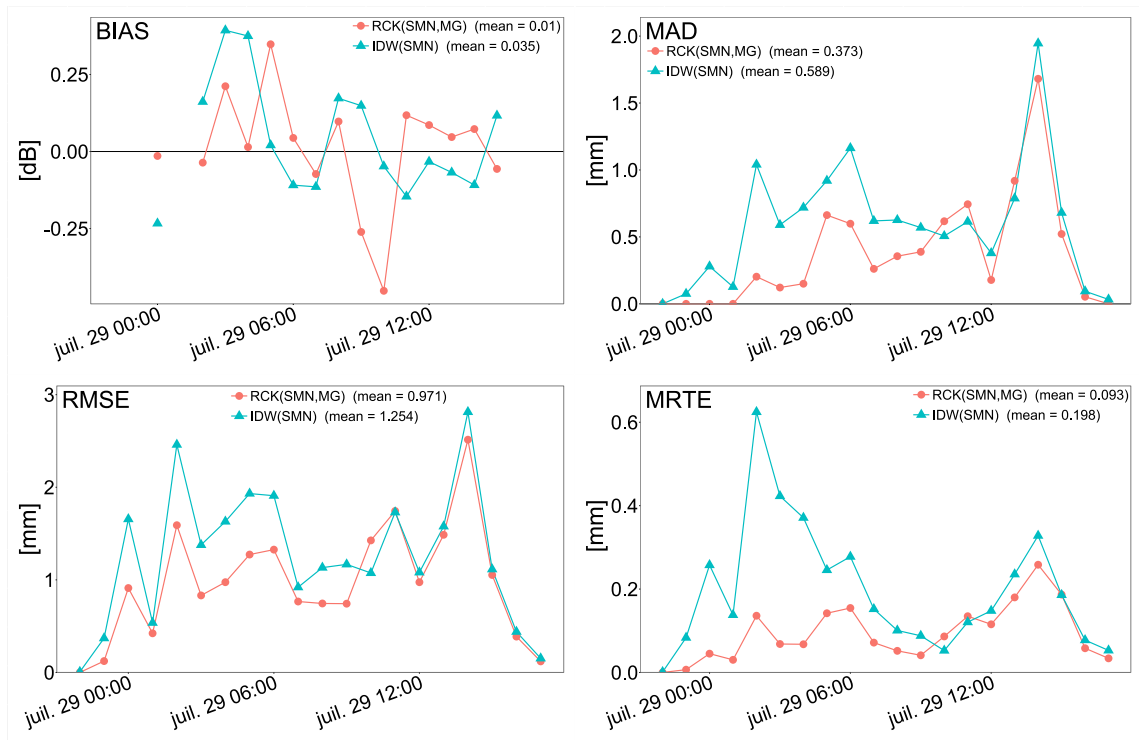 BIAS
RCK(SMN,MG) (mean = 0.01)
IDW(SMN) (mean = 0.035)
[dB]
0.25
0.00
-0.25
juil. 29 00:00
juil. 29 06:00
juil. 29 12:00
MAD
RCK(SMN,MG) (mean = 0.373)
IDW(SMN) (mean = 0.589)
[mm]
2.0
1.5
1.0
0.5
0.0
juil. 29 00:00
juil. 29 06:00
juil. 29 12:00
RMSE
RCK(SMN,MG) (mean = 0.971)
IDW(SMN) (mean = 1.254)
[mm]
3
2
1
0
juil. 29 00:00
juil. 29 06:00
juil. 29 12:00
MRTE
RCK(SMN,MG) (mean = 0.093)
IDW(SMN) (mean = 0.198)
[mm]
0.6
0.4
0.2
0.0
juil. 29 00:00
juil. 29 06:00
juil. 29 12:00